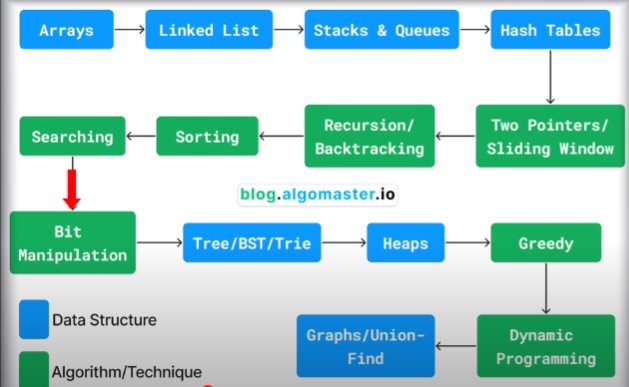 Arrays
Linked List
Stacks & Queues
Hash Tables
Two Pointers/
Sliding Window
Recursion/
Backtracking
Sorting
Searching
blog.algomaster.io
Bit
Manipulation
Tree/BST/Trie
Heaps
Greedy
Dynamic
Programming
Graphs/Union-
Find
Data Structure
Algorithm/Technique